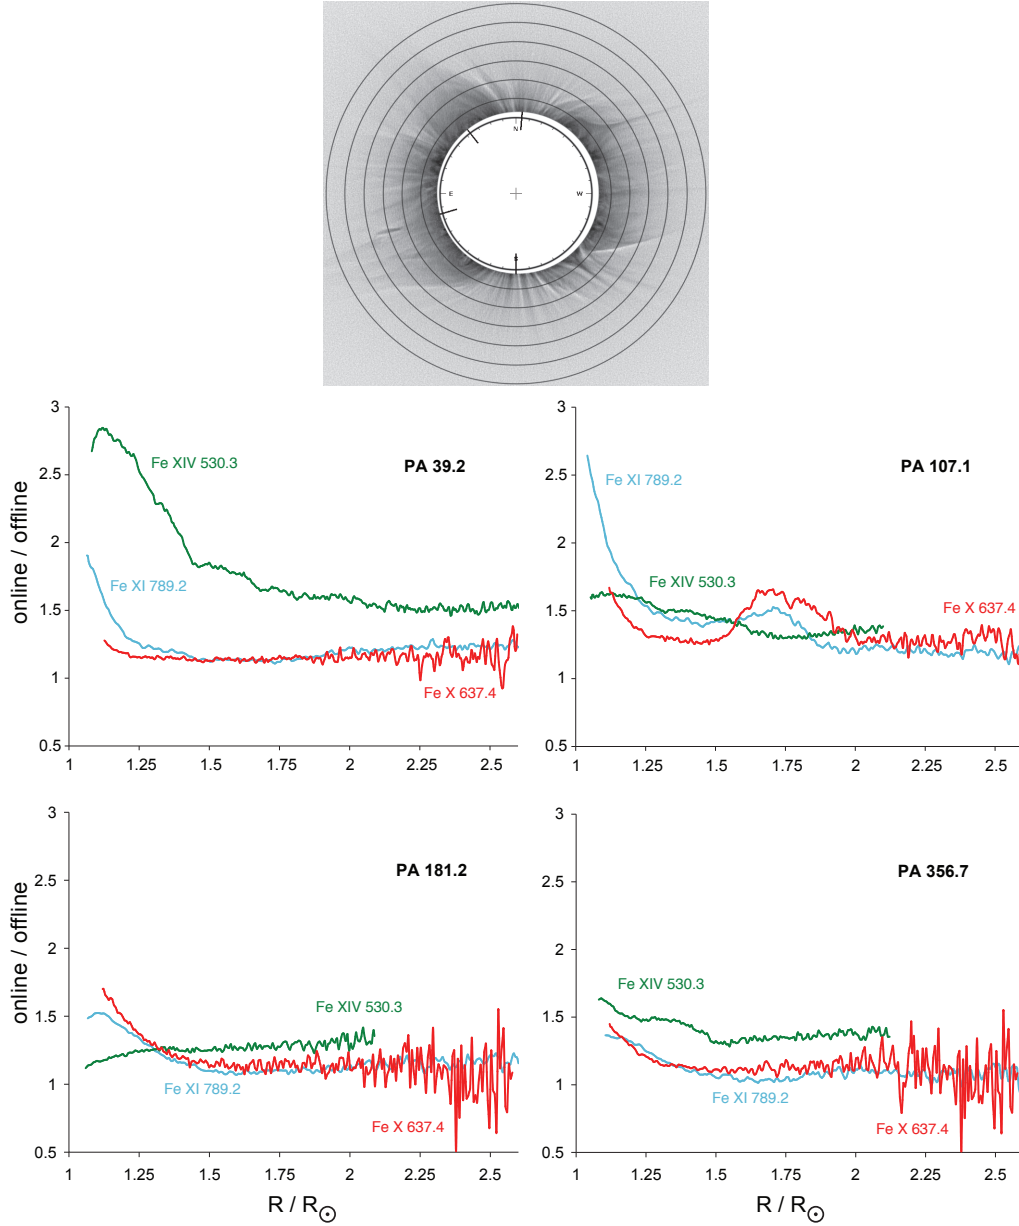 N
E
W
S
3
2.5
2
1.5
1
0.5
online / offline
Fe XIV 530.3
PA 39.2
Fe XI 789.2
Fe X 637.4
1
1.25
1.5
1.75
2
2.25
2.5
3
2.5
2
1.5
1
0.5
PA 107.1
Fe XI 789.2
Fe XIV 530.3
Fe X 637.4
1
1.25
1.5
1.75
2
2.25
2.5
3
2.5
2
1.5
1
0.5
online / offline
PA 181.2
Fe XIV 530.3
Fe XI 789.2
Fe X 637.4
1
1.25
1.5
1.75
2
2.25
2.5
R / R☉
3
2.5
2
1.5
1
0.5
PA 356.7
Fe XIV 530.3
Fe XI 789.2
Fe X 637.4
1
1.25
1.5
1.75
2
2.25
2.5
R / R☉